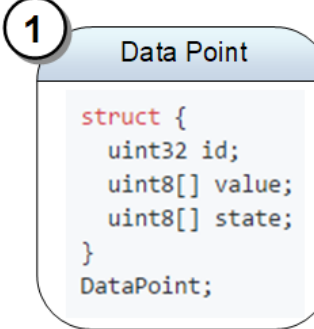 1
Data Point
struct {
uint32 id;
uint8[] value;
uint8[] state;
}
DataPoint;